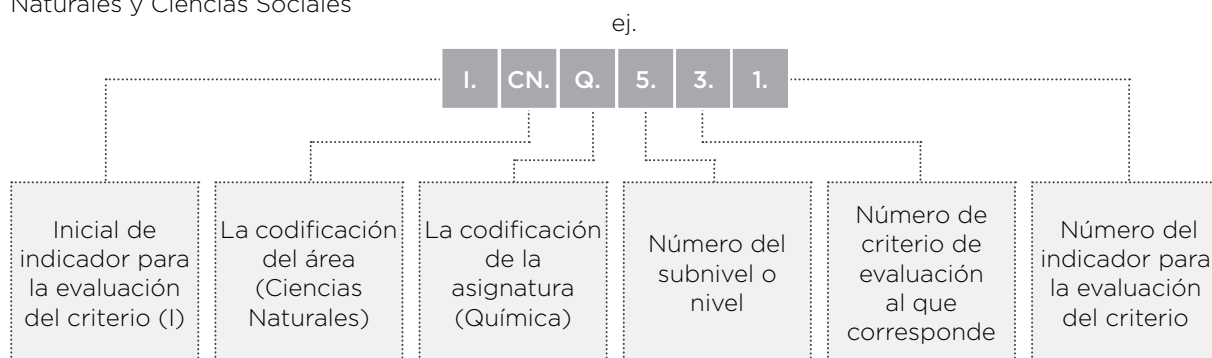 Naturales y Ciencias Sociales
ej.
I. CN. Q. 5. 3. 1.
Inicial de
indicador para
la evaluación
del criterio (I)
La codificación
del área
(Ciencias
Naturales)
La codificación
de la
asignatura
(Química)
Número del
subnivel o
nivel
Número de
criterio de
evaluación
al que
corresponde
Número del
indicador para
la evaluación
del criterio